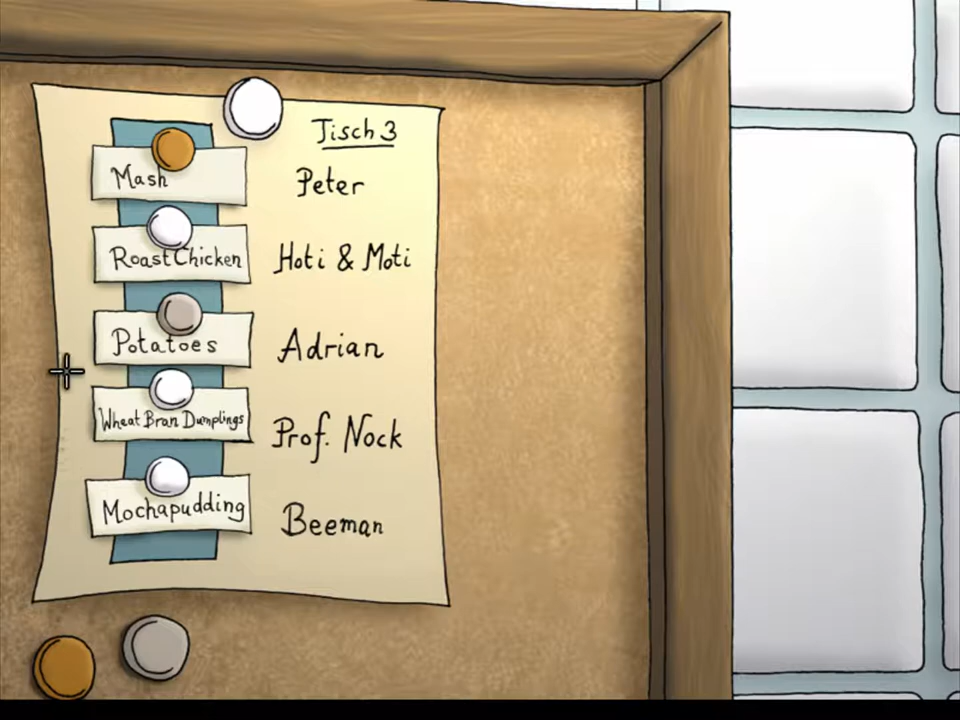 Tisch 3
Mash Peter
Roast Chicken Hoti & Moti
Potatoes Adrian
Wheat Bran Dumplings Prof. Nock
Mochapudding Beeman